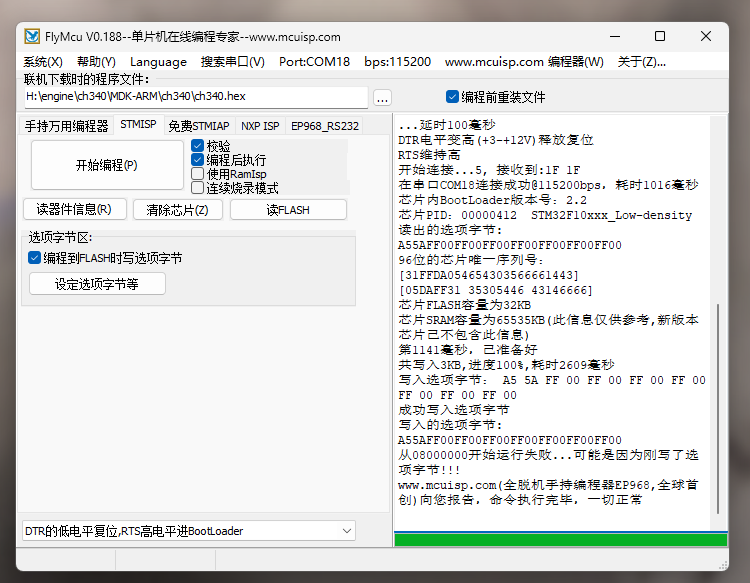 FlyMcu V0.188--单片机在线编程专家--www.mcuisp.com
系统(X) 帮助(Y) Language 搜索串口(V) Port:COM18 bps:115200 www.mcuisp.com 编程器(W) 关于(Z)...
联机下载时的程序文件:
H:\engine\ch340\MDK-ARM\ch340\ch340.hex
...
编程前重装文件
手持万用编程器 STMISP 免费STMIAP NXP ISP EP968_RS232
开始编程(P)
校验
编程后执行
使用RamIsp
连续烧录模式
读器件信息(R) 清除芯片(Z) 读FLASH
选项字节区:
编程到FLASH时写选项字节
设定选项字节等
DTR的低电平复位,RTS高电平进BootLoader
...延时100毫秒
DTR电平变高(+3-+12V)释放复位
RTS维持高
开始连接...5, 接收到:1F 1F
在串口COM18连接成功@115200bps, 耗时1016毫秒
芯片内BootLoader版本号: 2.2
芯片PID: 00000412 STM32F10xxx_Low-density
读出的选项字节:
A55AFF00FF00FF00FF00FF00FF00FF00
96位的芯片唯一序列号:
[31FFDA054654303566661443]
[05DAFF31 35305446 43146666]
芯片FLASH容量为32KB
芯片SRAM容量为65535KB(此信息仅供参考,新版本
芯片已不包含此信息)
第1141毫秒, 已准备好
共写入3KB,进度100%,耗时2609毫秒
写入选项字节: A5 5A FF 00 FF 00 FF 00 FF 00
FF 00 FF 00 FF 00
成功写入选项字节
写入的选项字节:
A55AFF00FF00FF00FF00FF00FF00FF00
从08000000开始运行失败...可能是因为刚写了选
项字节!!!
www.mcuisp.com(全脱机手持编程器EP968,全球首
创)向您报告, 命令执行完毕, 一切正常